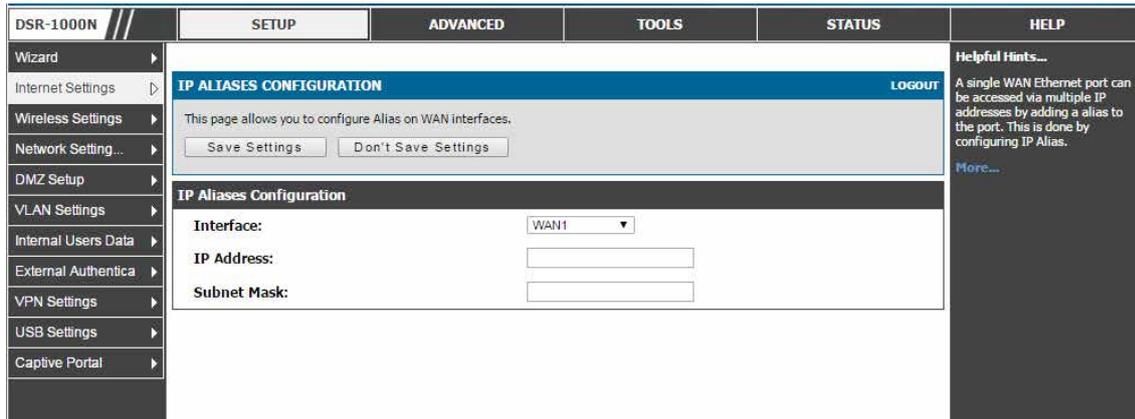 DSR-1000N
SETUP
ADVANCED
TOOLS
STATUS
HELP
Wizard
Internet Settings
Wireless Settings
Network Setting...
DMZ Setup
VLAN Settings
Internal Users Data
External Authentica
VPN Settings
USB Settings
Captive Portal
IP ALIASES CONFIGURATION
LOGOUT
This page allows you to configure Alias on WAN interfaces.
Save Settings
Don't Save Settings
IP Aliases Configuration
Interface:
WAN1
IP Address:
Subnet Mask:
Helpful Hints...
A single WAN Ethernet port can
be accessed via multiple IP
addresses by adding a alias to
the port. This is done by
configuring IP Alias.
More...